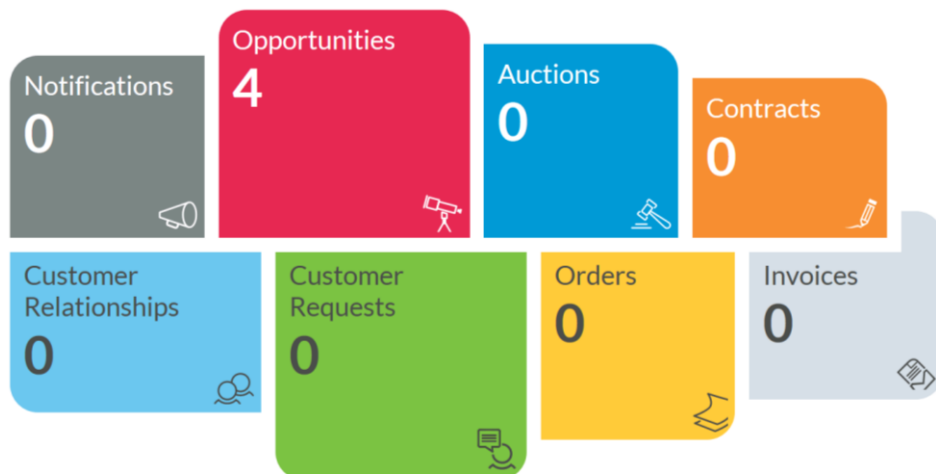 Notifications
0
Opportunities
4
Auctions
0
Contracts
0
Customer
Relationships
0
Customer
Requests
0
Orders
0
Invoices
0